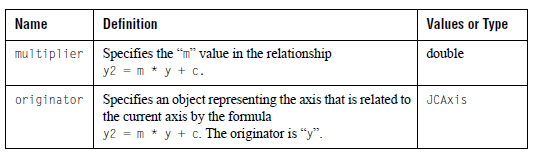 Name Definition Values or Type
multiplier Specifies the “m” value in the relationship double
y2 = m * y + c.
originator Specifies an object representing the axis that is related to JCAxis
the current axis by the formula
y2 = m * y + c. The originator is “y”.